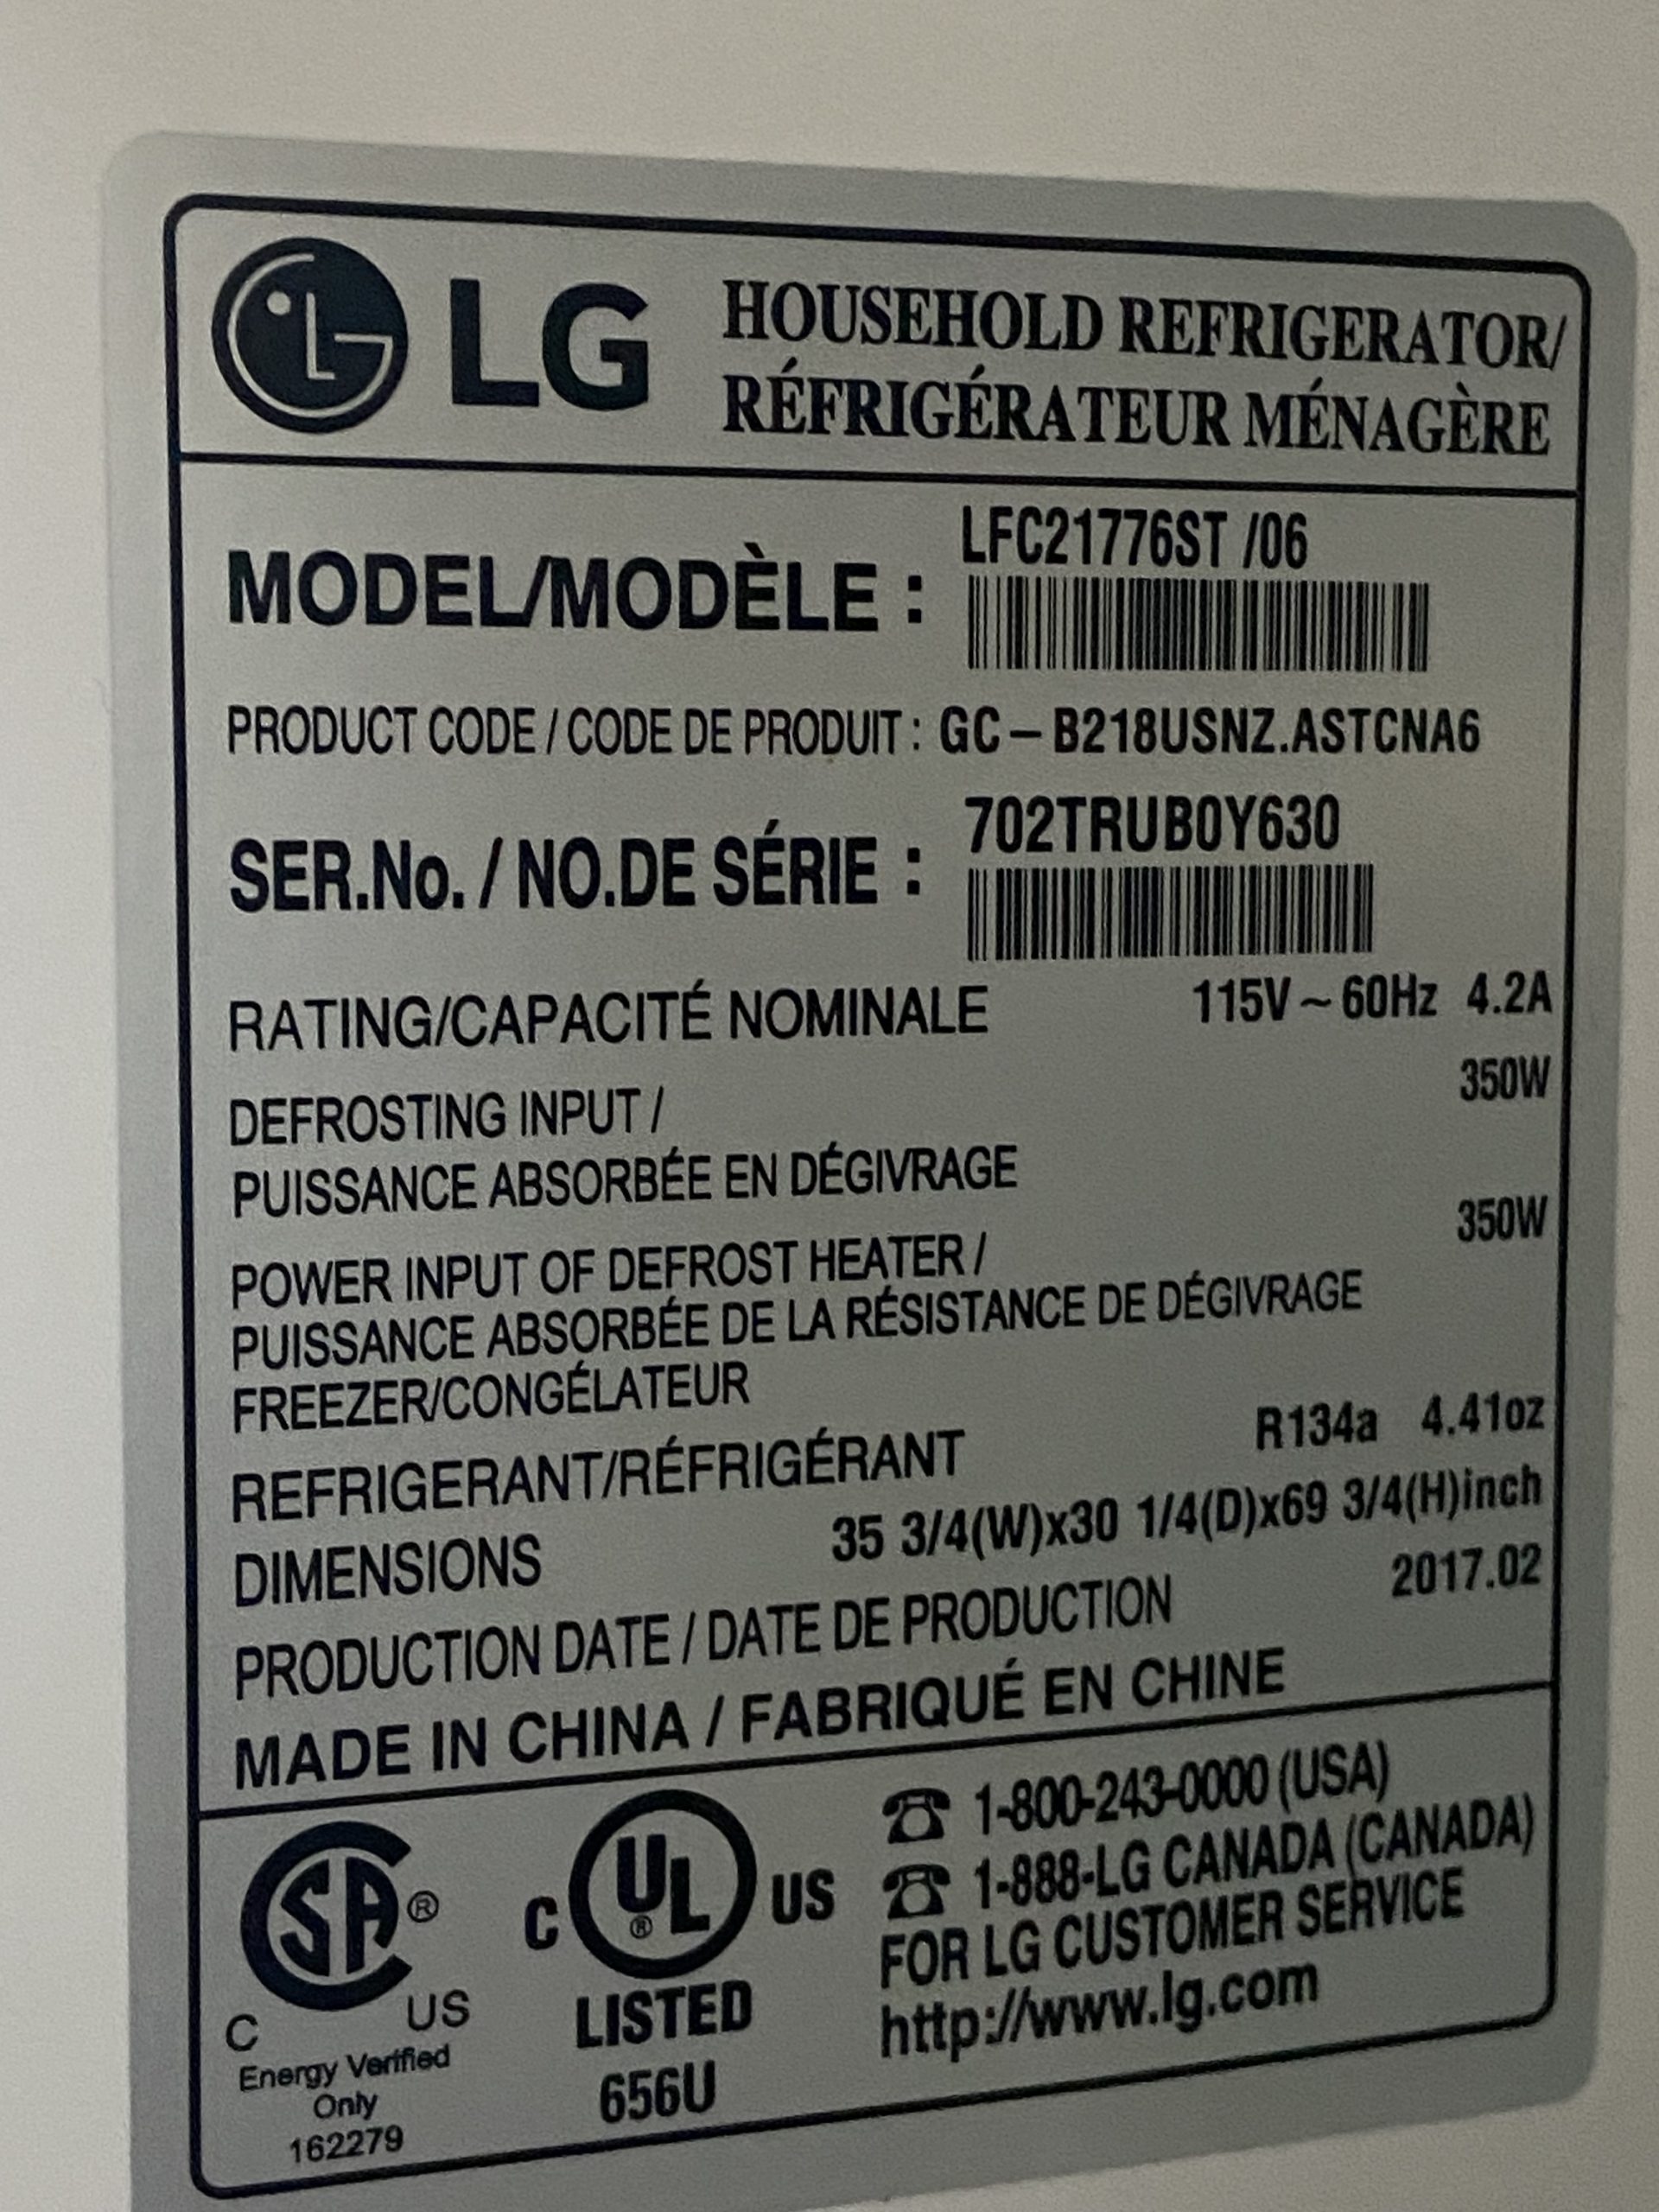 LG
HOUSEHOLD REFRIGERATOR/
RÉFRIGÉRATEUR MÉNAGÈRE
MODEL/MODÈLE : LFC21776ST /06
PRODUCT CODE / CODE DE PRODUIT : GC – B218USNZ.ASTCNA6
SER.No. / NO.DE SÉRIE : 702TRUB0Y630
RATING/CAPACITÉ NOMINALE 115V ~ 60Hz 4.2A
DEFROSTING INPUT / 350W
PUISSANCE ABSORBÉE EN DÉGIVRAGE
POWER INPUT OF DEFROST HEATER / 350W
PUISSANCE ABSORBÉE DE LA RÉSISTANCE DE DÉGIVRAGE
FREEZER/CONGÉLATEUR
REFRIGERANT/RÉFRIGÉRANT R134a 4.41oz
DIMENSIONS 35 3/4(W)x30 1/4(D)x69 3/4(H)inch
PRODUCTION DATE / DATE DE PRODUCTION 2017.02
MADE IN CHINA / FABRIQUÉ EN CHINE
SA ®
C US
Energy Verified
Only
162279
C UL ® US
LISTED
656U
1-800-243-0000 (USA)
1-888-LG CANADA (CANADA)
FOR LG CUSTOMER SERVICE
http://www.lg.com